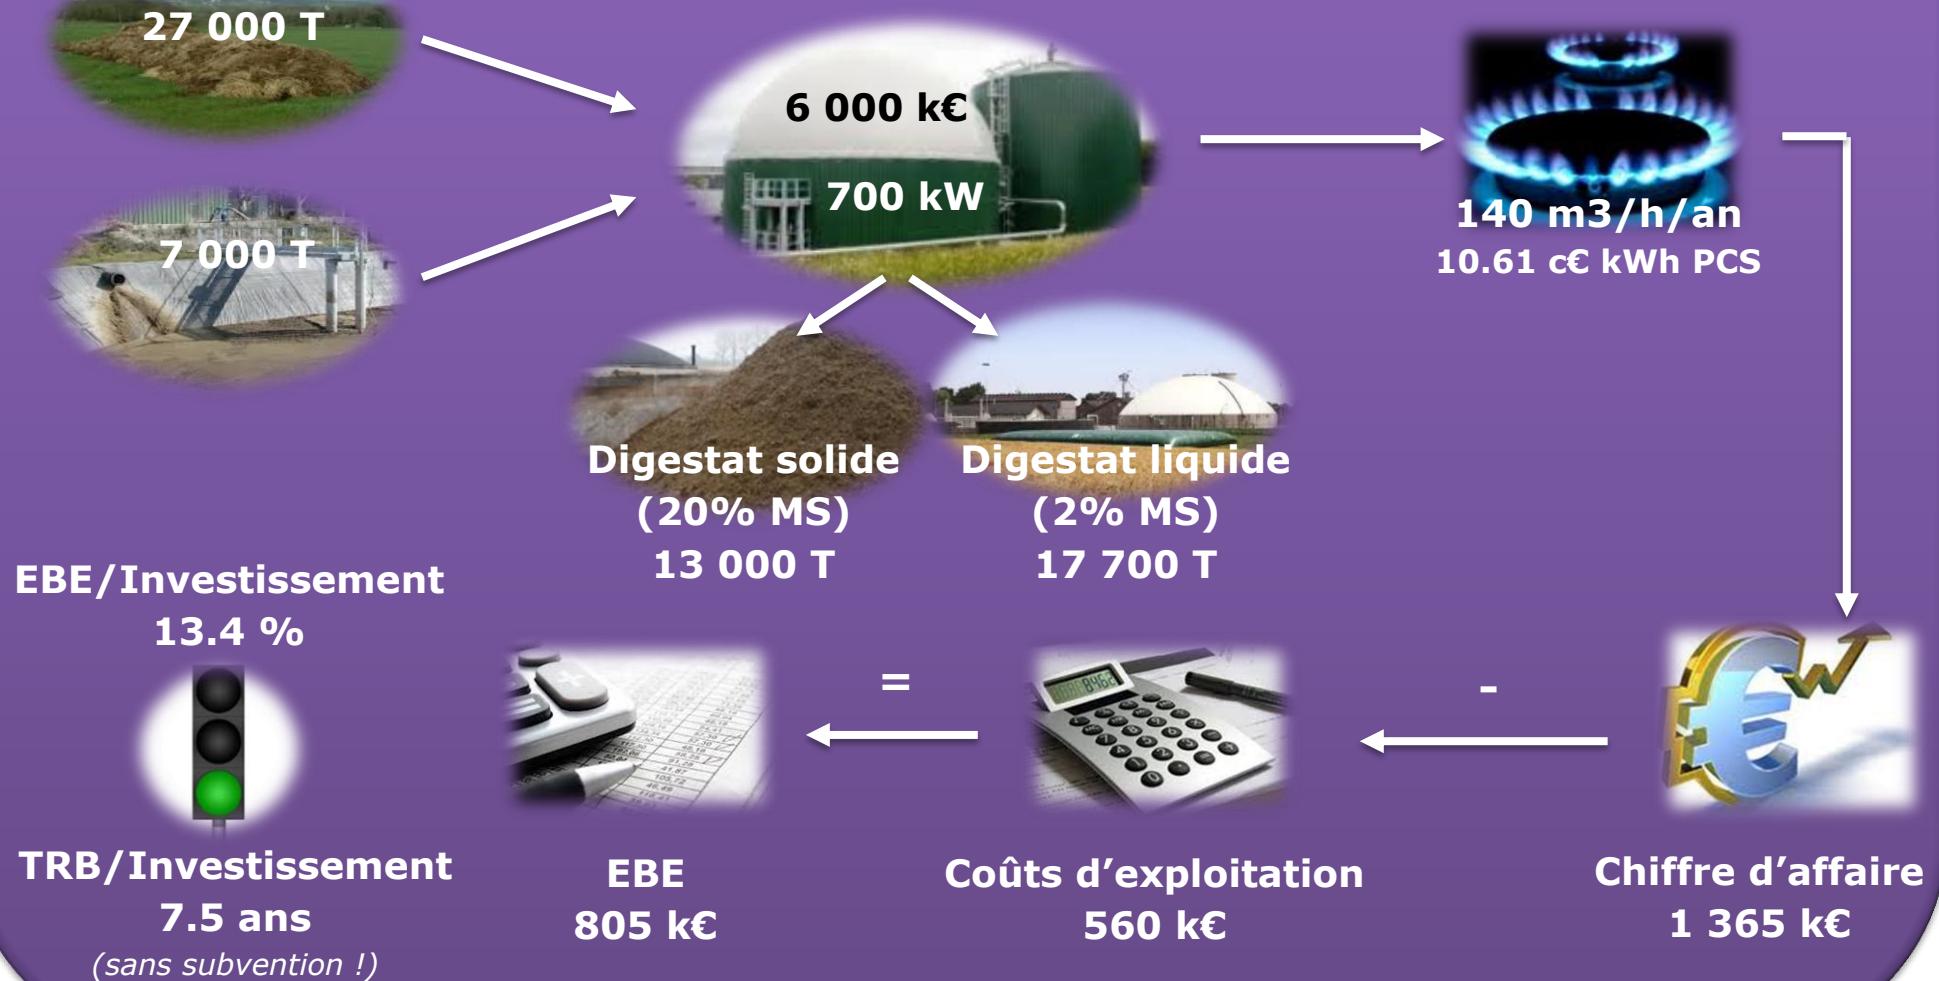 27 000 T
6 000 k€
700 kW
7 000 T
140 m3/h/an
10.61 c€ kWh PCS
Digestat solide
(20% MS)
13 000 T
Digestat liquide
(2% MS)
17 700 T
EBE/Investissement
13.4 %
=
-
TRB/Investissement
7.5 ans
(sans subvention !)
EBE
805 k€
Coûts d’exploitation
560 k€
Chiffre d’affaire
1 365 k€